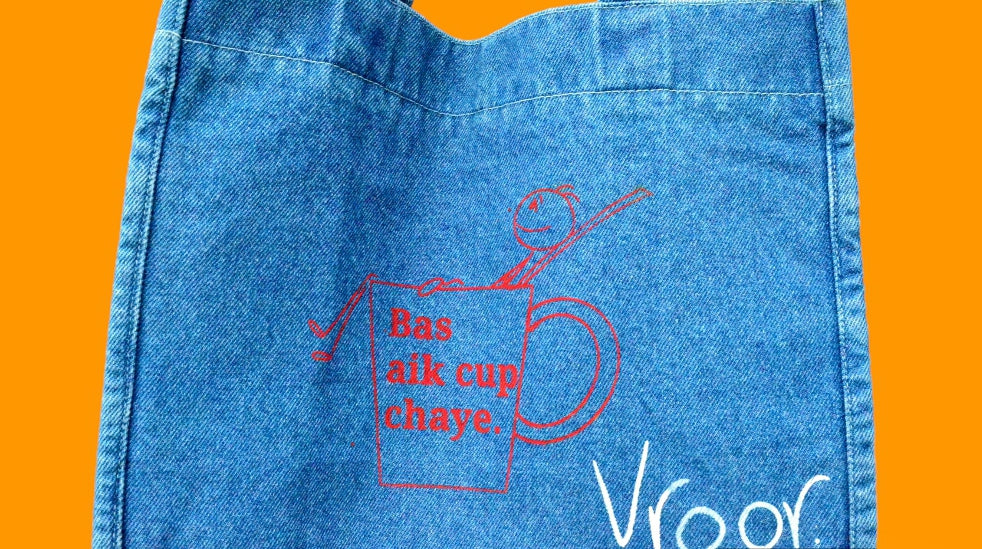 Bas
aik cup
chaye.
Vroor.